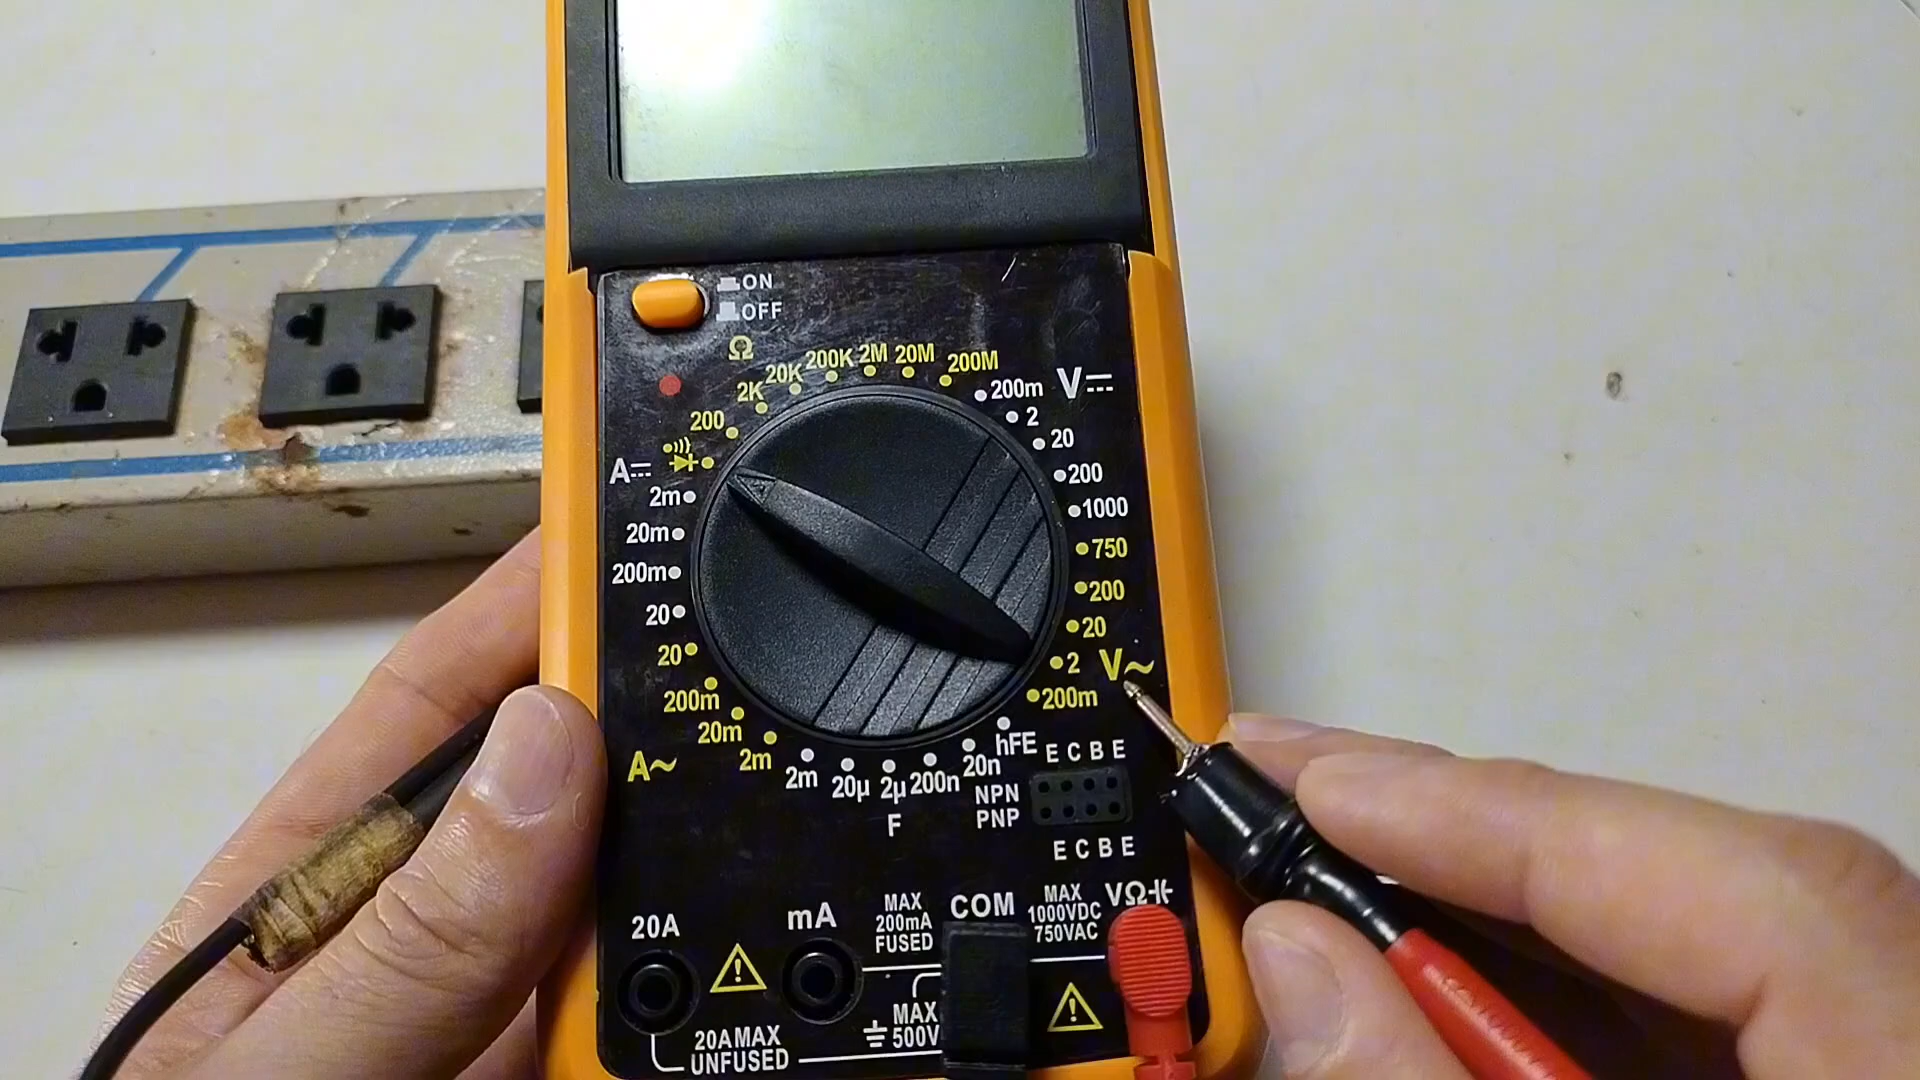 ON
OFF
Ω
200 2K 20K 200K 2M 20M 200M
V⎓
200m
2
20
200
1000
750
200
20
2
200m
V~
A⎓
2m
20m
200m
20
20
200m
20m
2m
A~
2m 20µ 2µ 200n 20n
F
hFE
E C B E
NPN
PNP
E C B E
20A
mA
MAX
200mA
FUSED
COM
MAX
1000VDC
750VAC
VΩ
MAX
500V
20A MAX
UNFUSED